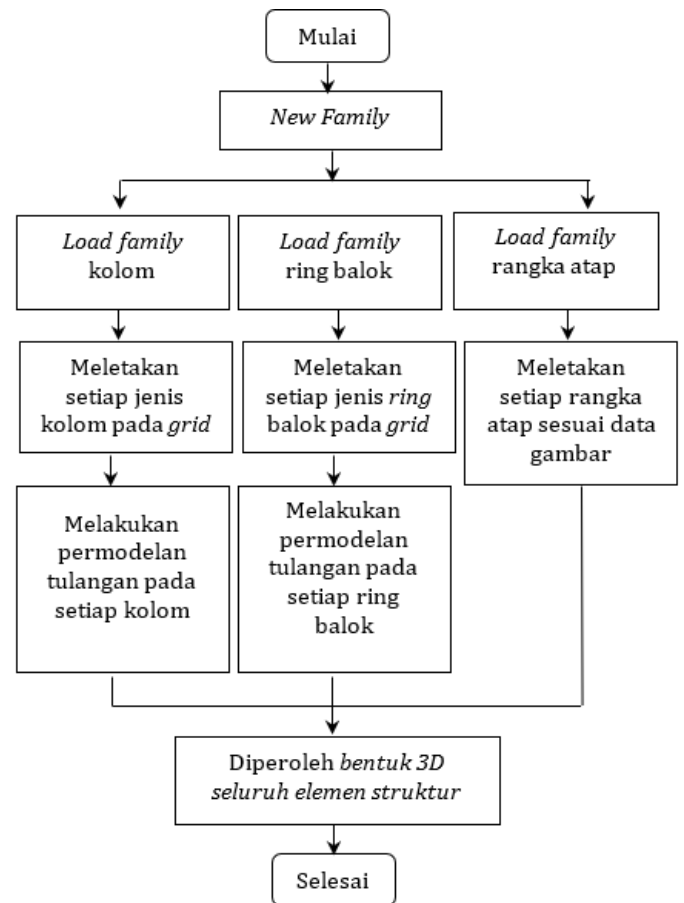 Mulai
New Family
Load family
kolom
Load family
ring balok
Load family
rangka atap
Meletakan
setiap jenis
kolom pada grid
Meletakan
setiap jenis ring
balok pada grid
Meletakan
setiap rangka
atap sesuai data
gambar
Melakukan
permodelan
tulangan pada
setiap kolom
Melakukan
permodelan
tulangan pada
setiap ring
balok
Diperoleh bentuk 3D
seluruh elemen struktur
Selesai